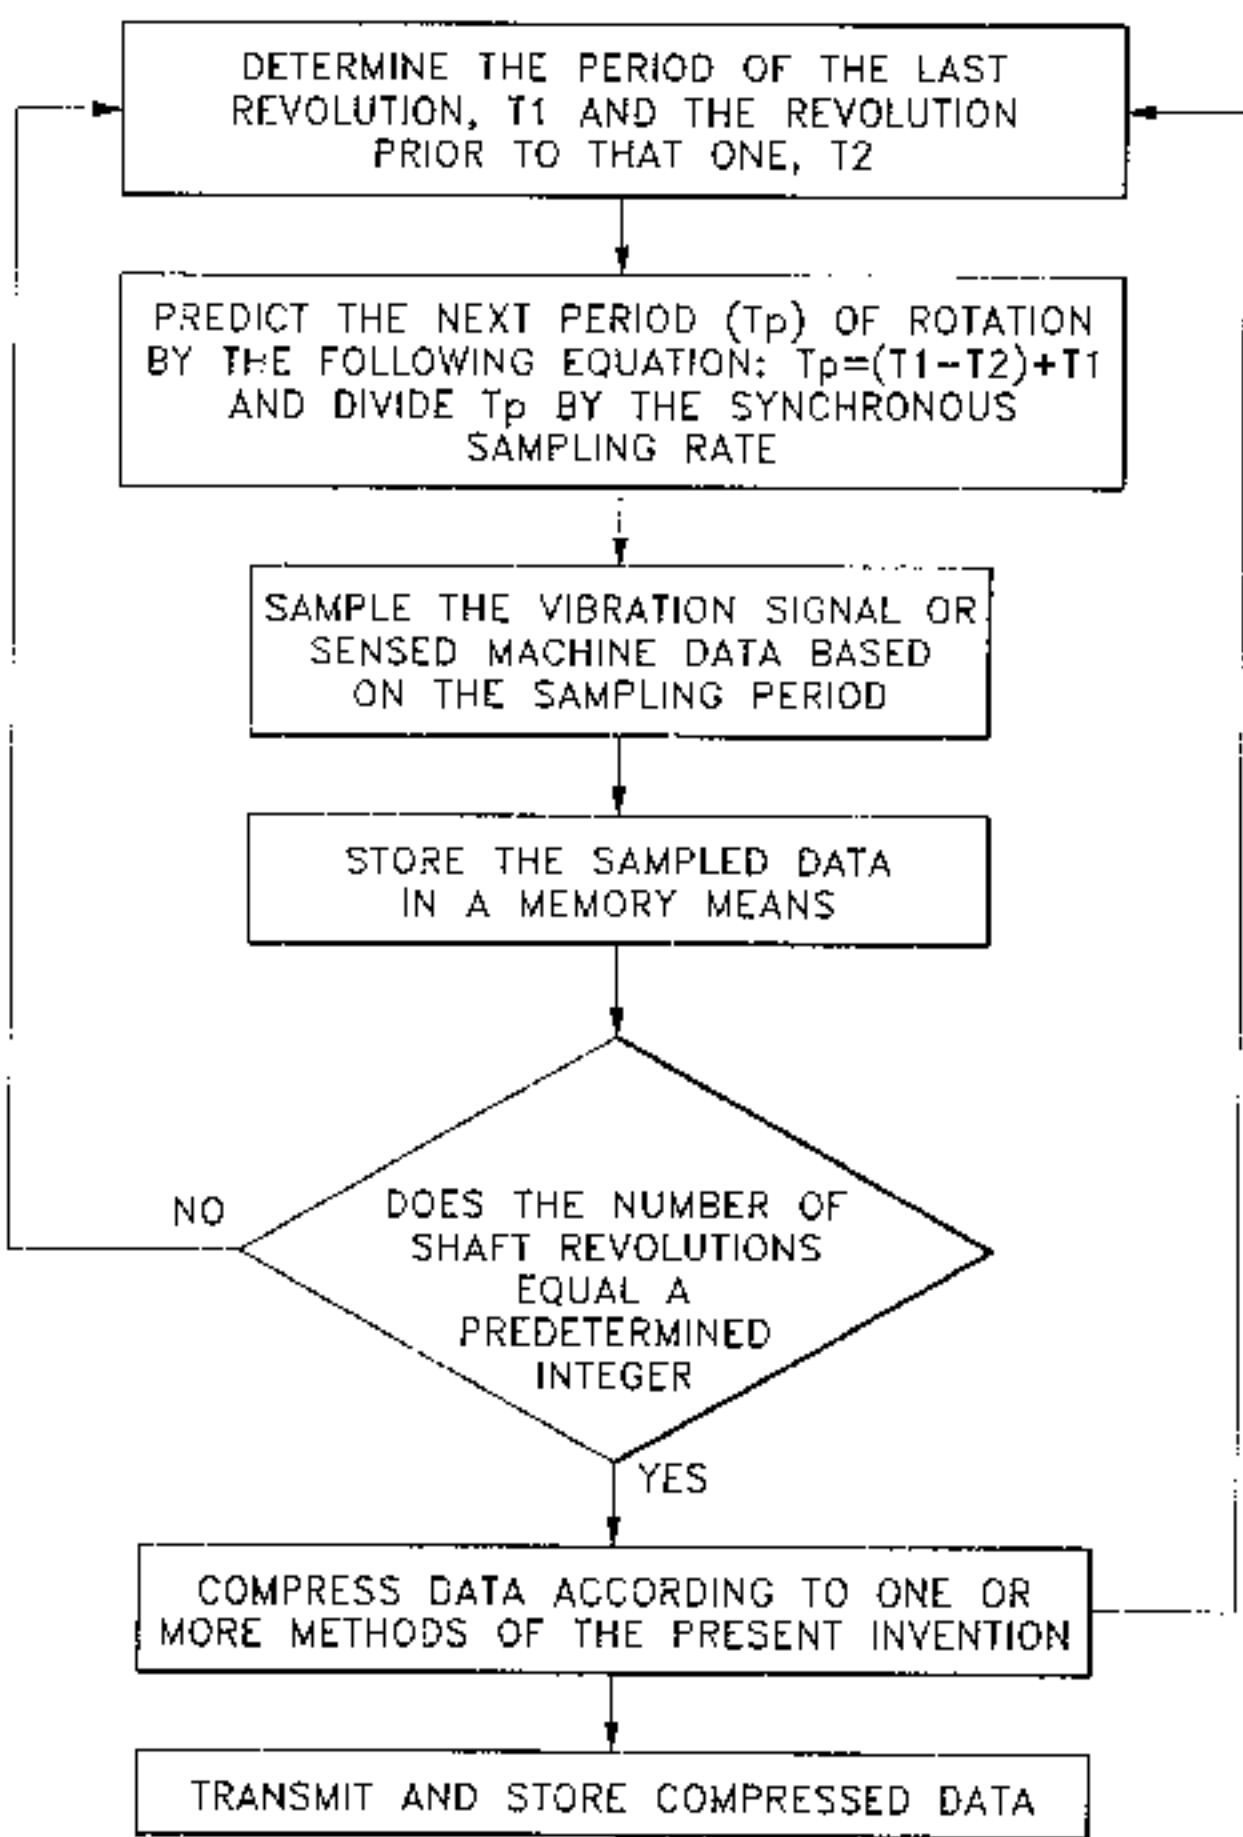 DETERMINE THE PERIOD OF THE LAST
REVOLUTION, T1 AND THE REVOLUTION
PRIOR TO THAT ONE, T2
PREDICT THE NEXT PERIOD (Tp) OF ROTATION
BY THE FOLLOWING EQUATION: Tp=(T1-T2)+T1
AND DIVIDE Tp BY THE SYNCHRONOUS
SAMPLING RATE
SAMPLE THE VIBRATION SIGNAL OR
SENSED MACHINE DATA BASED
ON THE SAMPLING PERIOD
STORE THE SAMPLED DATA
IN A MEMORY MEANS
NO
DOES THE NUMBER OF
SHAFT REVOLUTIONS
EQUAL A
PREDETERMINED
INTEGER
YES
COMPRESS DATA ACCORDING TO ONE OR
MORE METHODS OF THE PRESENT INVENTION
TRANSMIT AND STORE COMPRESSED DATA